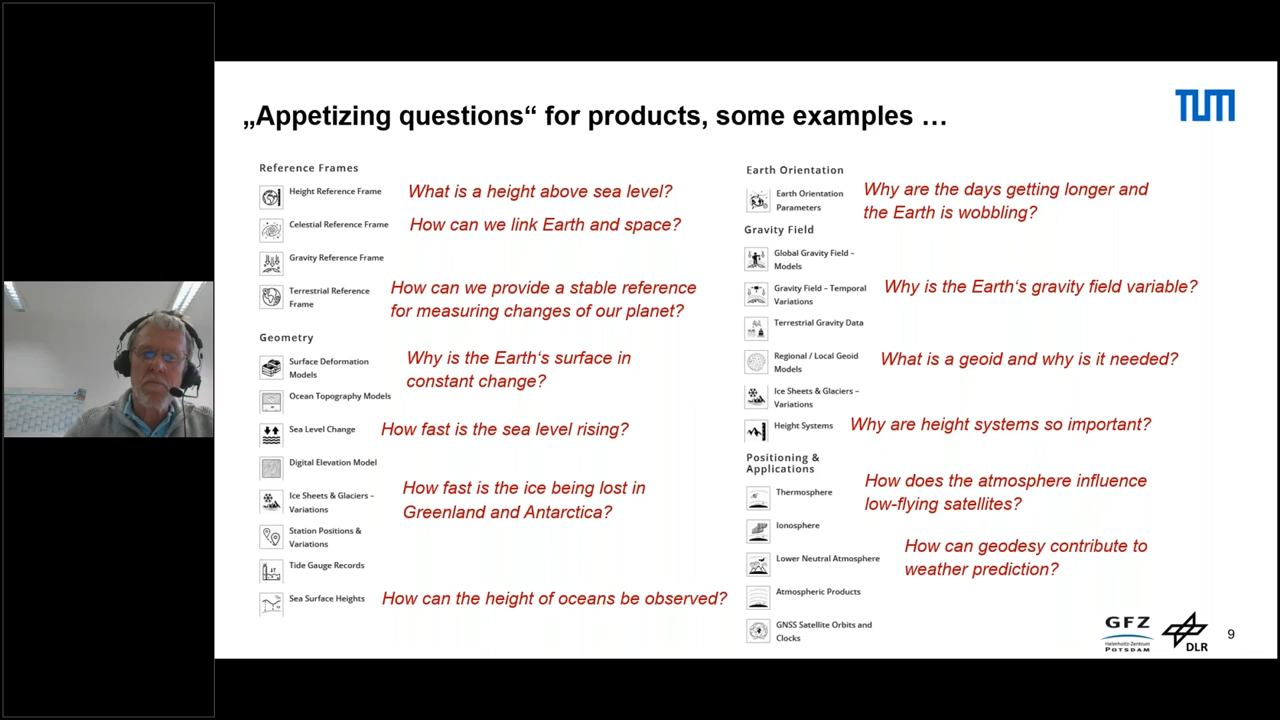 „Appetizing questions“ for products, some examples …
TUM
Reference Frames
Height Reference Frame
What is a height above sea level?
Celestial Reference Frame
How can we link Earth and space?
Gravity Reference Frame
Terrestrial Reference
Frame
How can we provide a stable reference
for measuring changes of our planet?
Geometry
Surface Deformation
Models
Why is the Earth‘s surface in
constant change?
Ocean Topography Models
Sea Level Change
How fast is the sea level rising?
Digital Elevation Model
Ice Sheets & Glaciers –
Variations
How fast is the ice being lost in
Greenland and Antarctica?
Station Positions &
Variations
Tide Gauge Records
Sea Surface Heights
How can the height of oceans be observed?
Earth Orientation
Earth Orientation
Parameters
Why are the days getting longer and
the Earth is wobbling?
Gravity Field
Global Gravity Field –
Models
Gravity Field – Temporal
Variations
Why is the Earth‘s gravity field variable?
Terrestrial Gravity Data
Regional / Local Geoid
Models
What is a geoid and why is it needed?
Ice Sheets & Glaciers –
Variations
Height Systems
Why are height systems so important?
Positioning &
Applications
Thermosphere
How does the atmosphere influence
low-flying satellites?
Ionosphere
Lower Neutral Atmosphere
How can geodesy contribute to
weather prediction?
Atmospheric Products
GNSS Satellite Orbits and
Clocks
GFZ
Helmholtz-Zentrum
POTSDAM
DLR
9